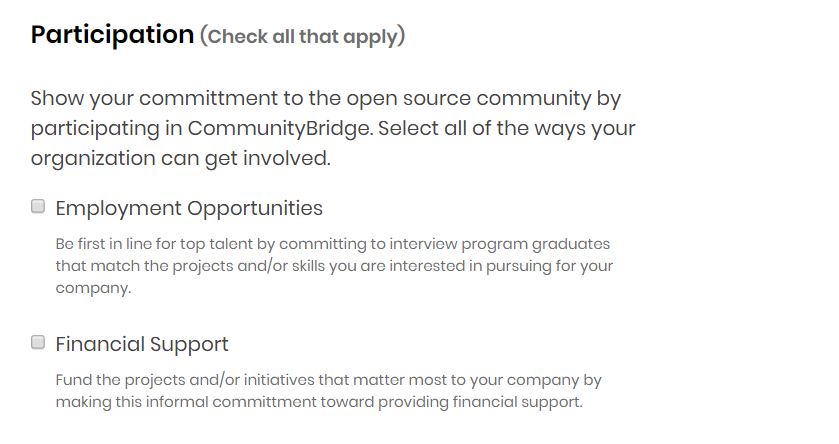 Participation (Check all that apply)
Show your committment to the open source community by
participating in CommunityBridge. Select all of the ways your
organization can get involved.
Employment Opportunities
Be first in line for top talent by committing to interview program graduates
that match the projects and/or skills you are interested in pursuing for your
company.
Financial Support
Fund the projects and/or initiatives that matter most to your company by
making this informal committment toward providing financial support.